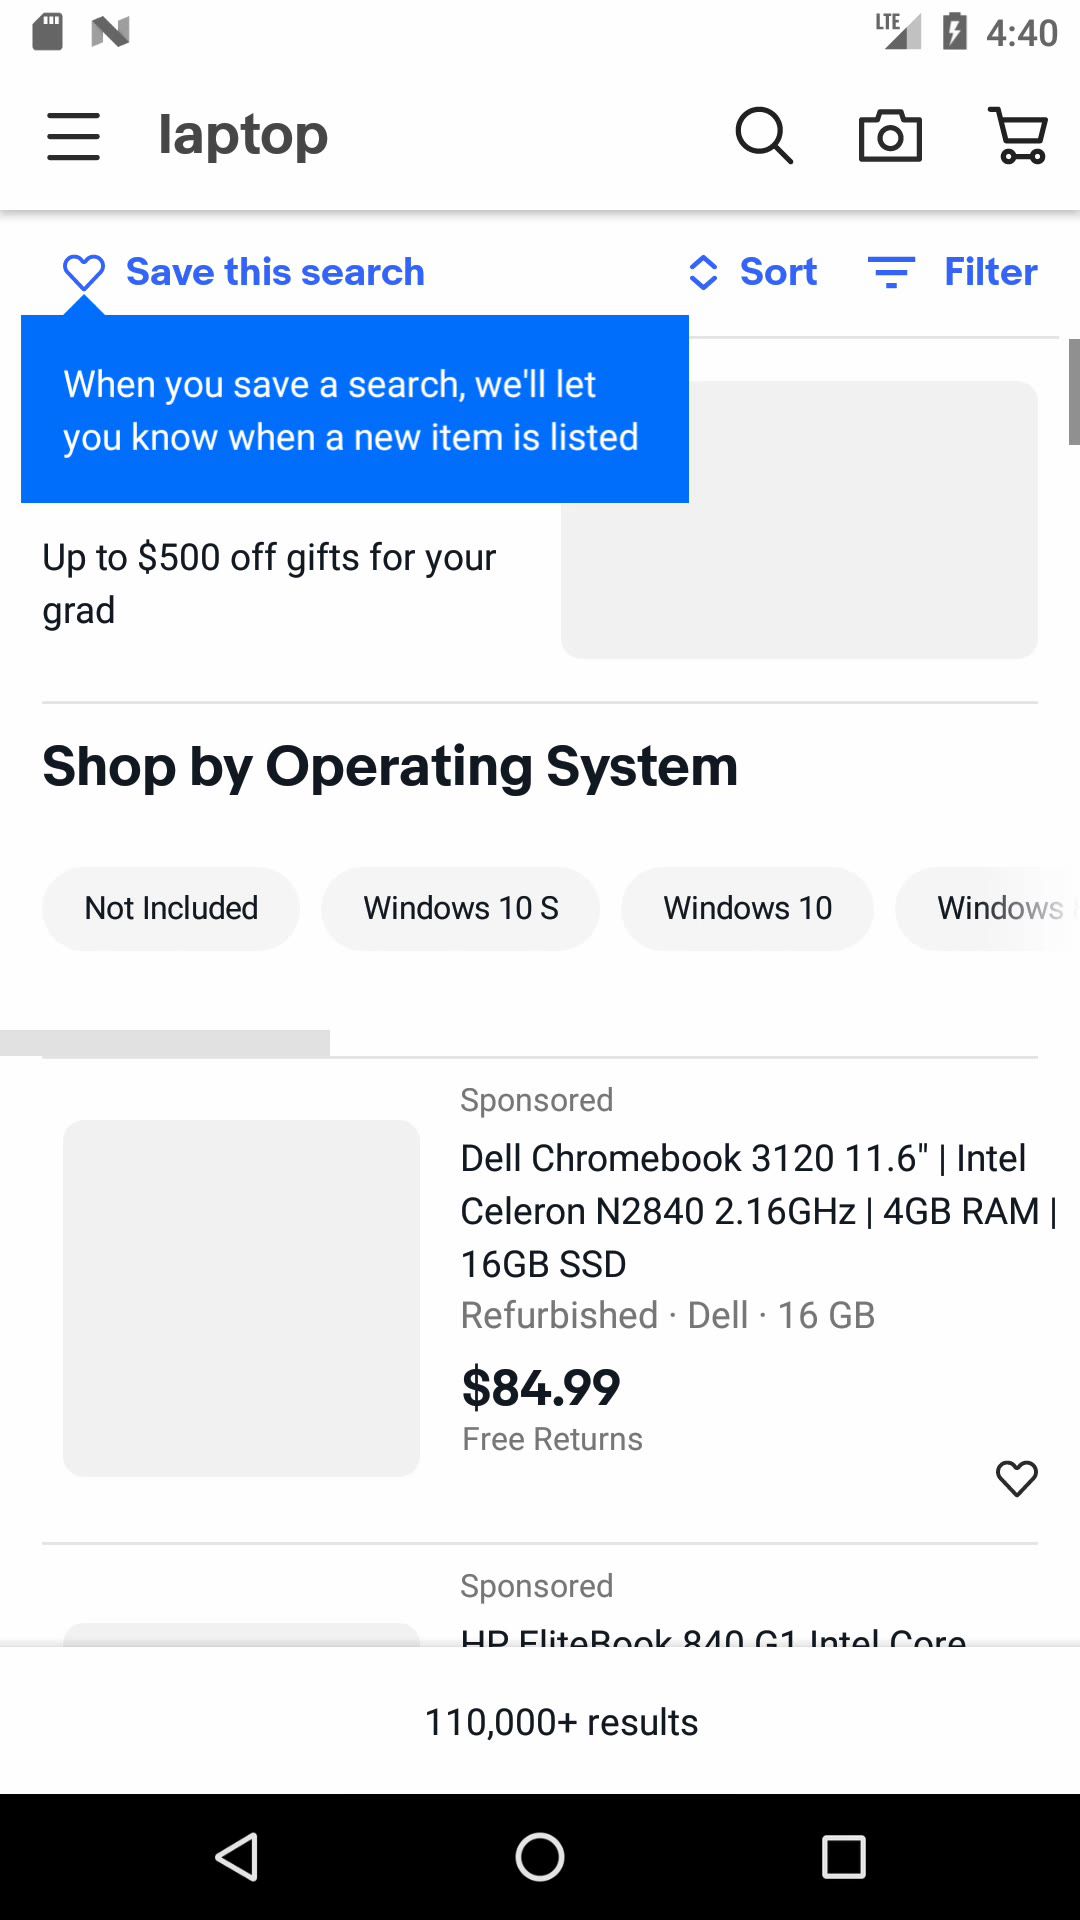 LTE 4:40
laptop
Save this search Sort Filter
When you save a search, we'll let
you know when a new item is listed
Up to $500 off gifts for your
grad
Shop by Operating System
Not Included Windows 10 S Windows 10 Windows
Sponsored
Dell Chromebook 3120 11.6" | Intel
Celeron N2840 2.16GHz | 4GB RAM |
16GB SSD
Refurbished · Dell · 16 GB
$84.99
Free Returns
Sponsored
HP EliteBook 840 G1 Intel Core
110,000+ results